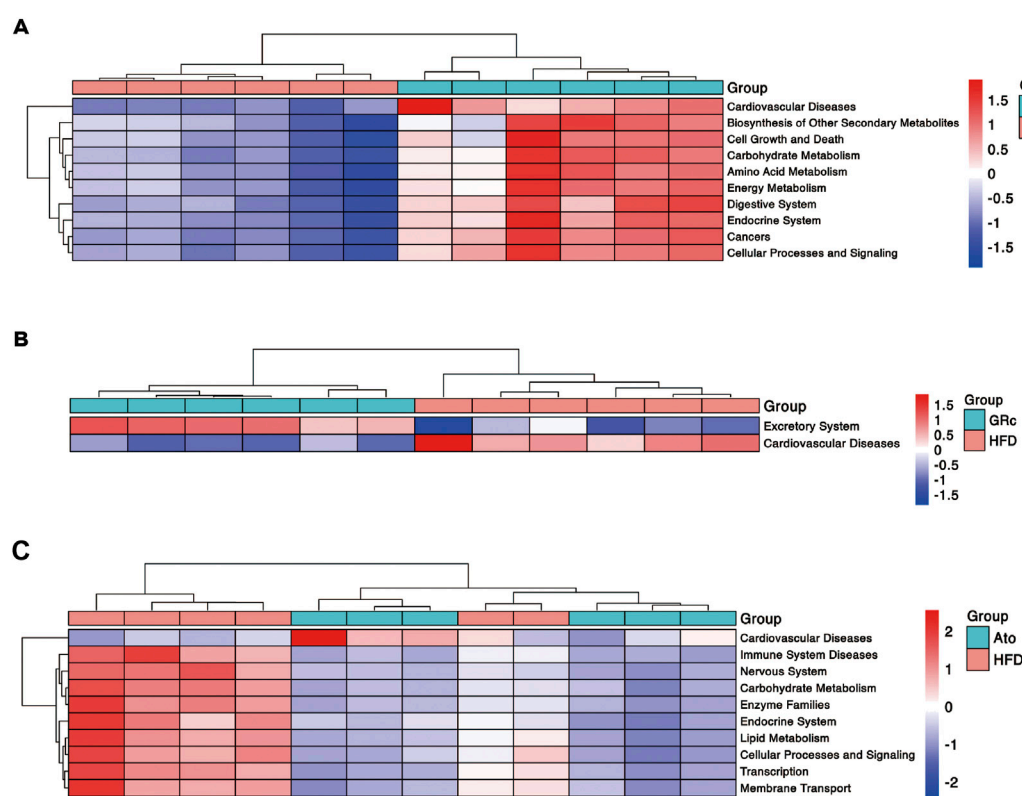 A
Group
Cardiovascular Diseases
Biosynthesis of Other Secondary Metabolites
Cell Growth and Death
Carbohydrate Metabolism
Amino Acid Metabolism
Energy Metabolism
Digestive System
Endocrine System
Cancers
Cellular Processes and Signaling
1.5
1
0.5
0
-0.5
-1
-1.5
B
Group
Excretory System
Cardiovascular Diseases
1.5
1
0.5
0
-0.5
-1
-1.5
Group
GRc
HFD
C
Group
Cardiovascular Diseases
Immune System Diseases
Nervous System
Carbohydrate Metabolism
Enzyme Families
Endocrine System
Lipid Metabolism
Cellular Processes and Signaling
Transcription
Membrane Transport
2
1
0
-1
-2
Group
Ato
HFD